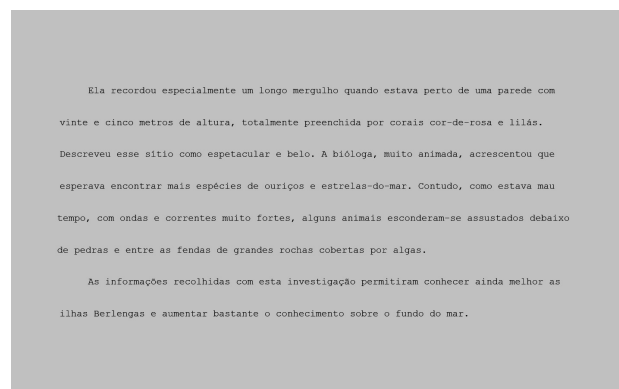 Ela recordou especialmente um longo mergulho quando estava perto de uma parede com
vinte e cinco metros de altura, totalmente preenchida por corais cor-de-rosa e lilás.
Descreveu esse sítio como espetacular e belo. A bióloga, muito animada, acrescentou que
esperava encontrar mais espécies de ouriços e estrelas-do-mar. Contudo, como estava mau
tempo, com ondas e correntes muito fortes, alguns animais esconderam-se assustados debaixo
de pedras e entre as fendas de grandes rochas cobertas por algas.
As informações recolhidas com esta investigação permitiram conhecer ainda melhor as
ilhas Berlengas e aumentar bastante o conhecimento sobre o fundo do mar.